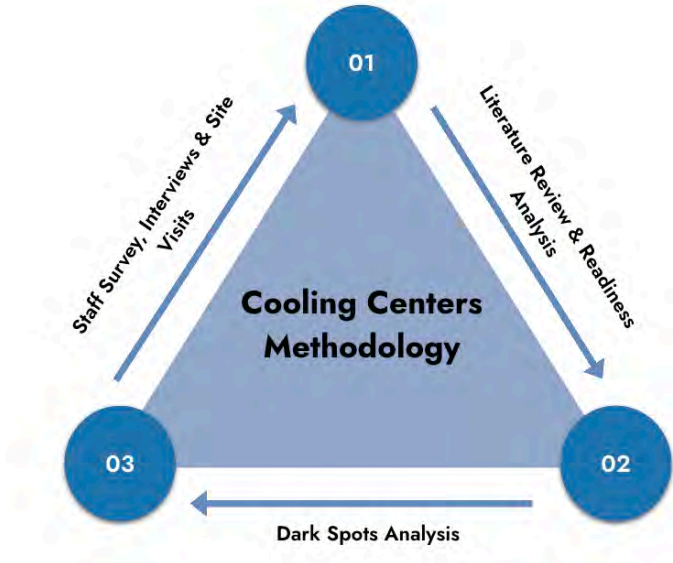 01
Literature Review & Readiness
Analysis
Staff Survey, Interviews & Site
Visits
Cooling Centers
Methodology
03
02
Dark Spots Analysis